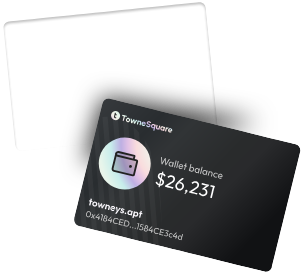 TowneSquare
Wallet balance
$26,231
towneys.apt
0x4184CED...1584CE3c4d